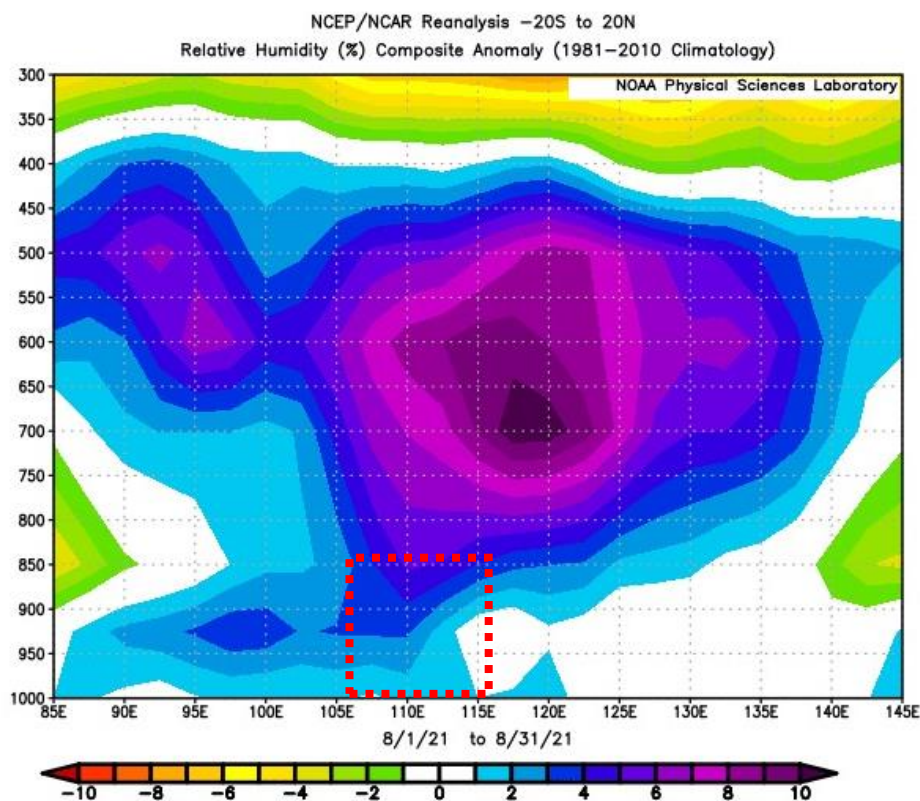 NCEP/NCAR Reanalysis -20S to 20N
Relative Humidity (%) Composite Anomaly (1981-2010 Climatology)
NOAA Physical Sciences Laboratory
300
350
400
450
500
550
600
650
700
750
800
850
900
950
1000
85E 90E 95E 100E 105E 110E 115E 120E 125E 130E 135E 140E 145E
8/1/21 to 8/31/21
-10 -8 -6 -4 -2 0 2 4 6 8 10